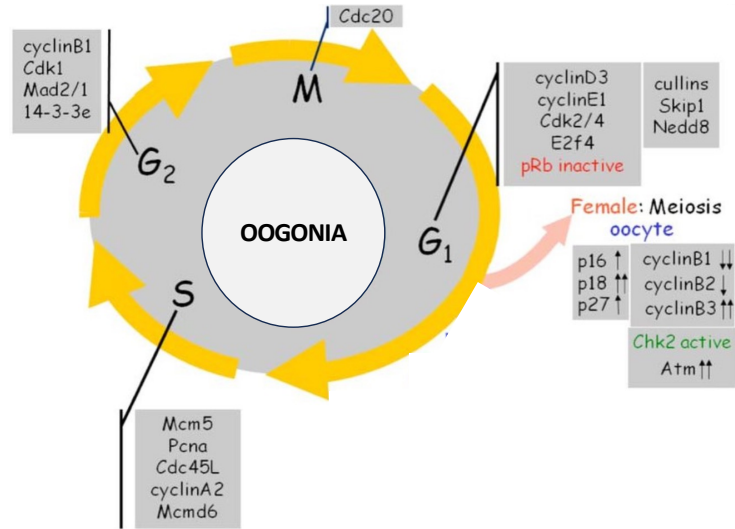 Cdc20
M
cyclinB1
Cdk1
Mad2/1
14-3-3e
G2
cyclinD3
cyclinE1
Cdk2/4
E2f4
pRb inactive
cullins
Skip1
Nedd8
OOGONIA
G1
Female: Meiosis
oocyte
p16 ↑
p18 ↑↑
p27 ↑
cyclinB1 ↓↓
cyclinB2 ↓
cyclinB3 ↑↑
Chk2 active
Atm ↑↑
S
Mcm5
Pcna
Cdc45L
cyclinA2
Mcmd6